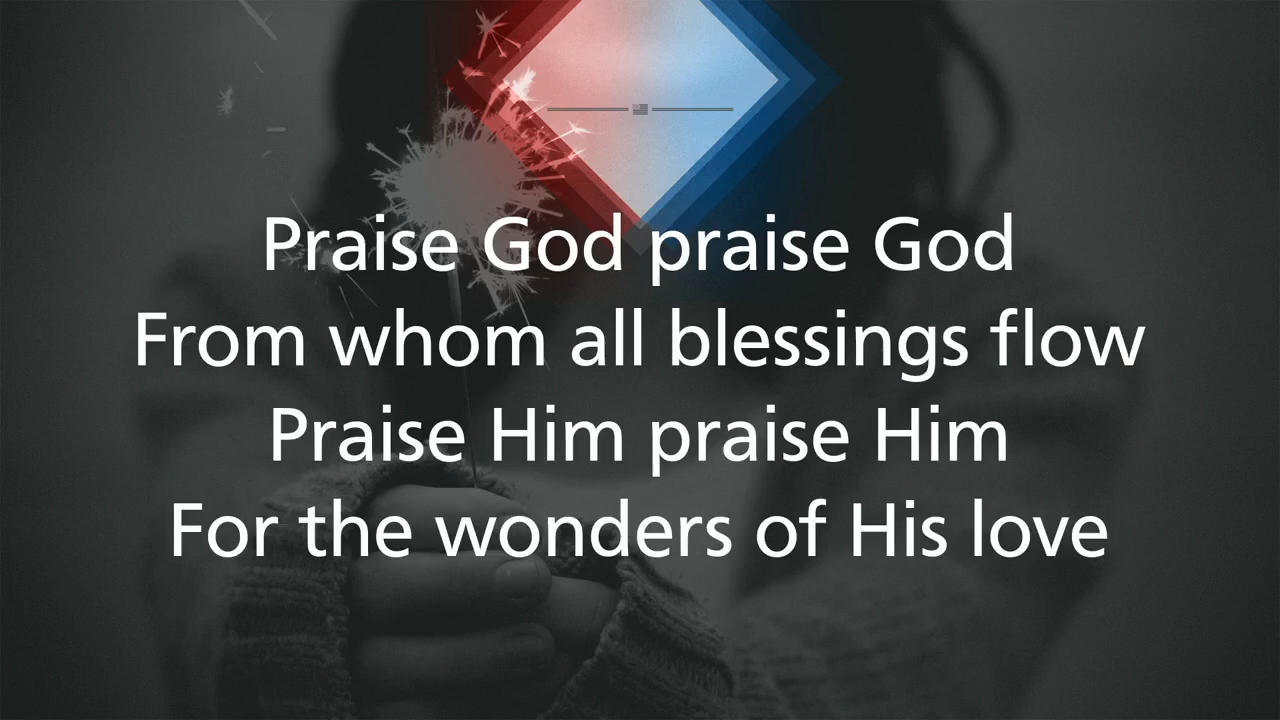 Praise God praise God
From whom all blessings flow
Praise Him praise Him
For the wonders of His love